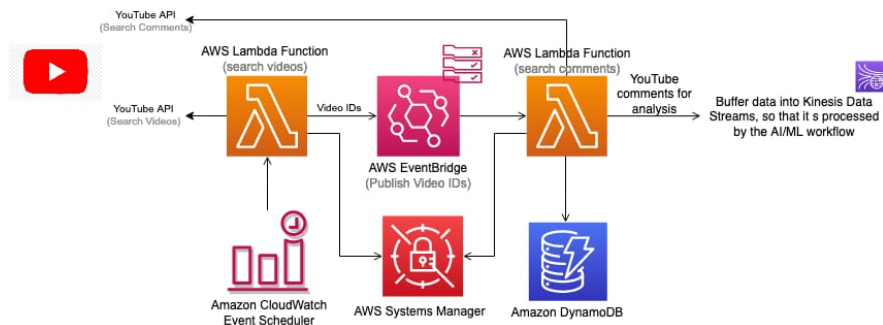 YouTube API
(Search Comments)
AWS Lambda Function
(search videos)
AWS Lambda Function
(search comments)
YouTube
comments for
analysis
YouTube API
(Search Videos)
Video IDs
Buffer data into Kinesis Data
Streams, so that it s processed
by the AI/ML workflow
AWS EventBridge
(Publish Video IDs)
Amazon CloudWatch
Event Scheduler
AWS Systems Manager
Amazon DynamoDB